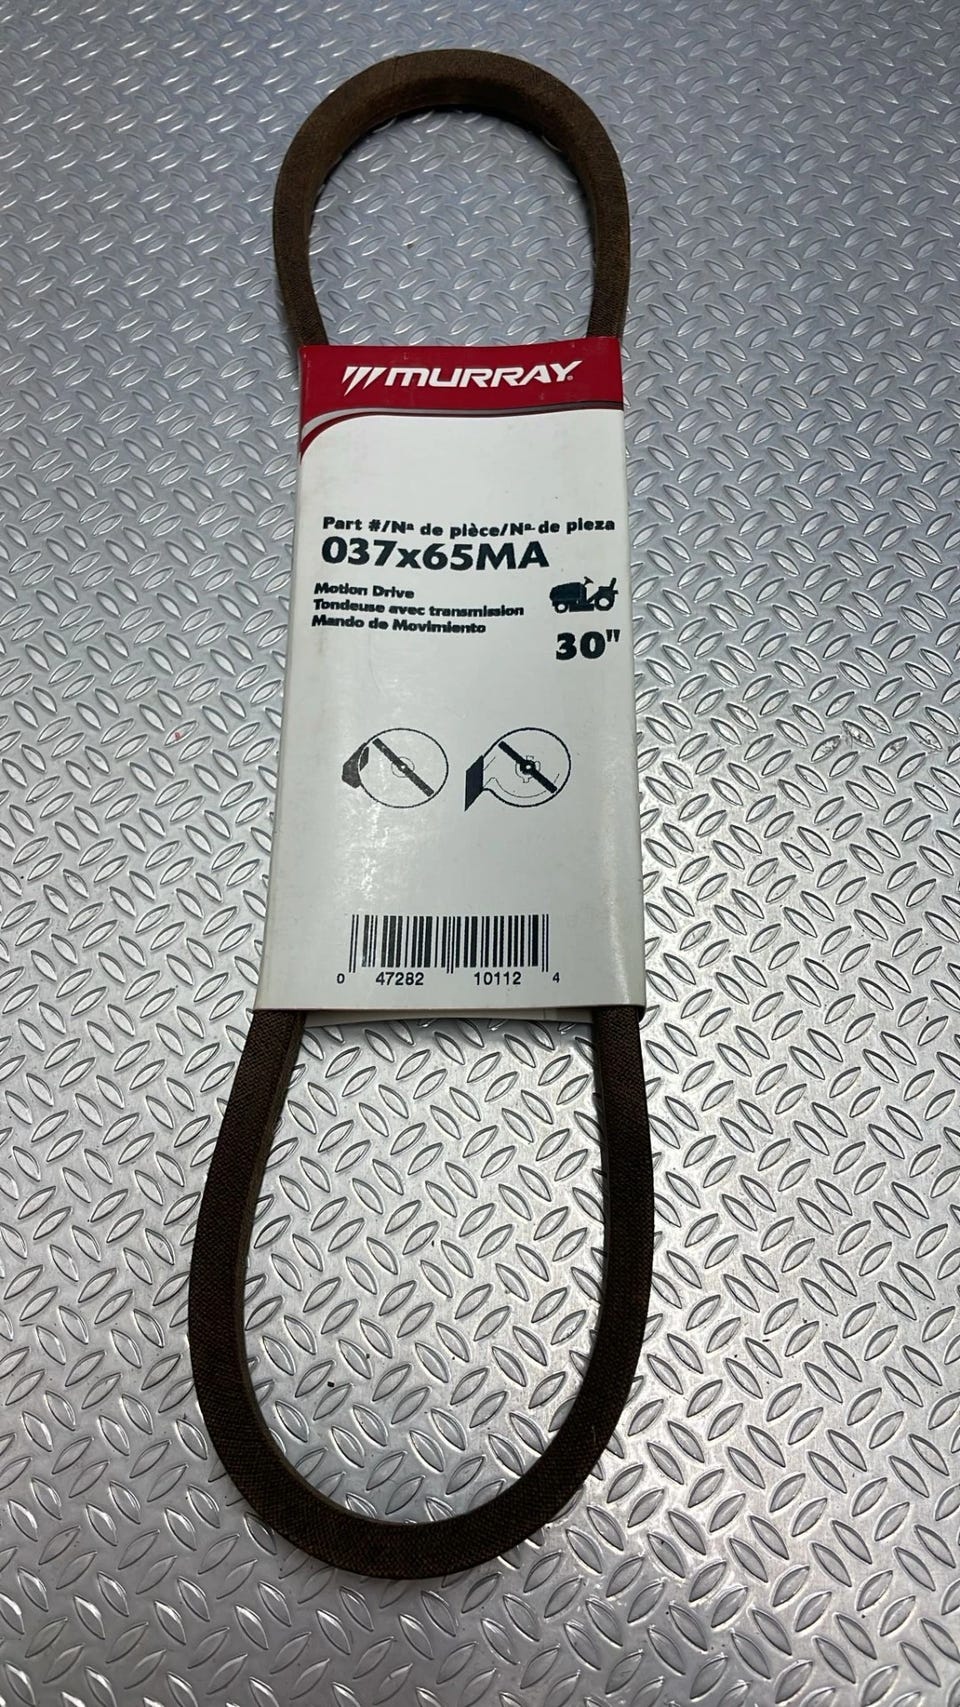 MURRAY
Part #/Nª de pièce/Nª de pieza
037x65MA
Motion Drive
Tondeuse avec transmission
Mando de Movimiento
30"
0 47282 10112 4